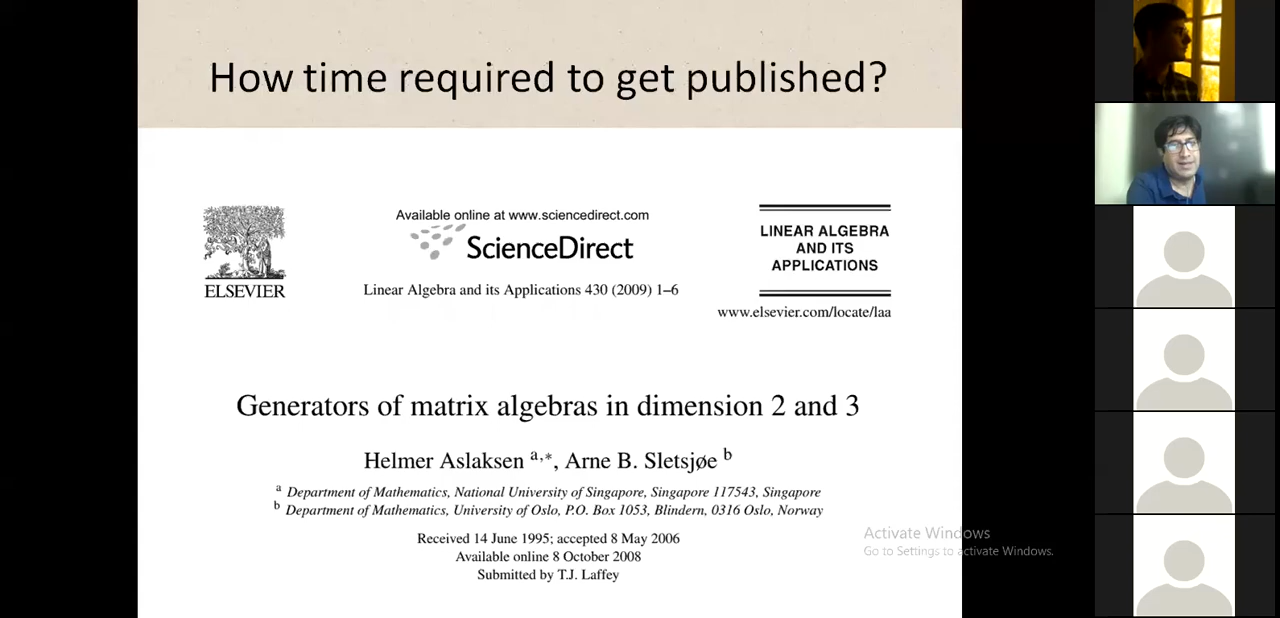 How time required to get published?
Available online at www.sciencedirect.com
ScienceDirect
ELSEVIER
Linear Algebra and its Applications 430 (2009) 1–6
LINEAR ALGEBRA
AND ITS
APPLICATIONS
www.elsevier.com/locate/laa
Generators of matrix algebras in dimension 2 and 3
Helmer Aslaksen a,*, Arne B. Sletsjøe b
a Department of Mathematics, National University of Singapore, Singapore 117543, Singapore
b Department of Mathematics, University of Oslo, P.O. Box 1053, Blindern, 0316 Oslo, Norway
Received 14 June 1995; accepted 8 May 2006
Available online 8 October 2008
Submitted by T.J. Laffey
Activate Windows
Go to Settings to activate Windows.